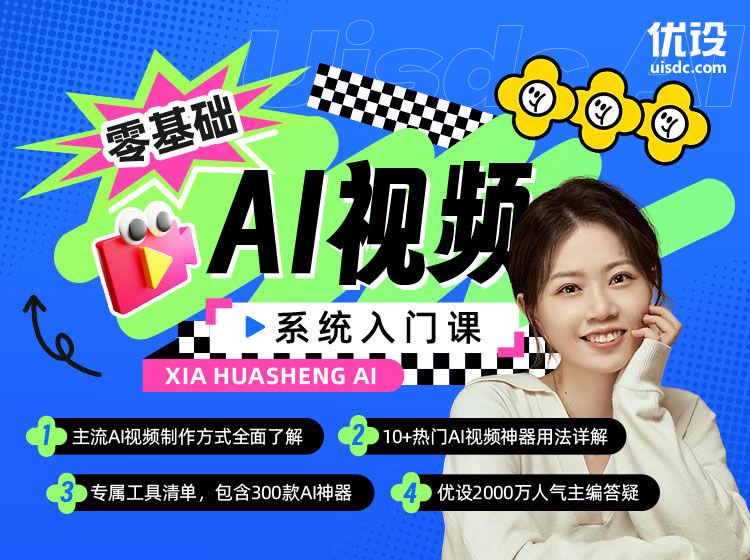 Uisdc AI
优设
uisdc.com
零基础
AI视频
系统入门课
XIA HUASHENG AI
1 主流AI视频制作方式全面了解
2 10+热门AI视频神器用法详解
3 专属工具清单，包含300款AI神器
4 优设2000万人气主编答疑